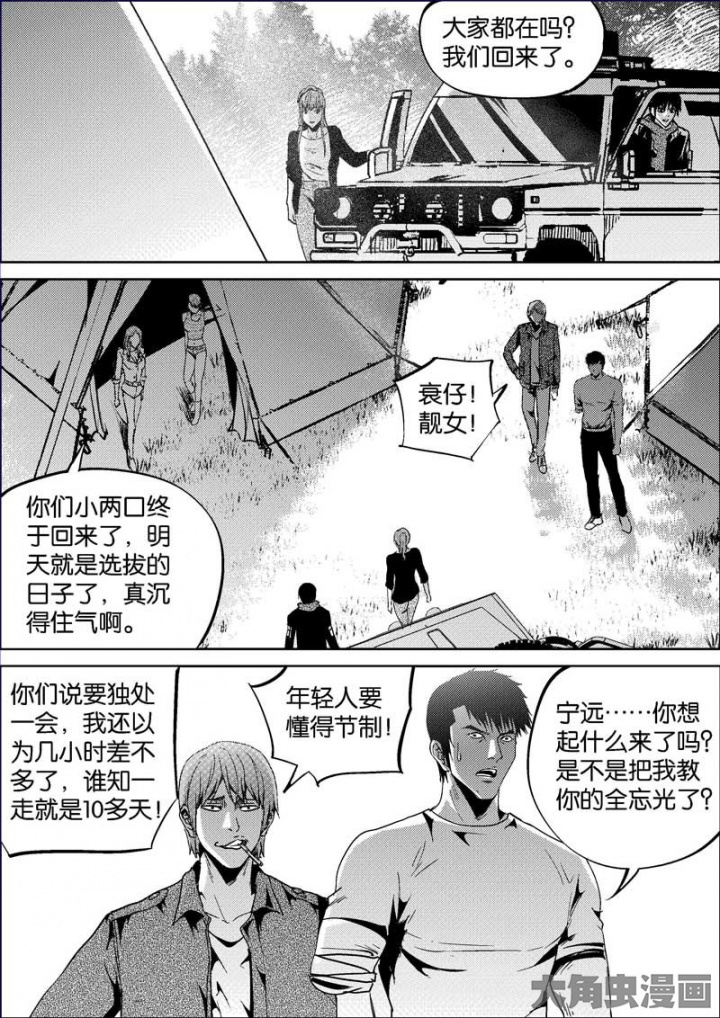 大家都在吗？
我们回来了。
衰仔！
靓女！
你们小两口终
于回来了，明
天就是选拔的
日子了，真沉
得住气啊。
你们说要独处
一会，我还以
为几小时差不
多了，谁知一
走就是10多天！
年轻人要
懂得节制！
宁远……你想
起什么来了吗？
是不是把我教
你的全忘光了？
大角虫漫画